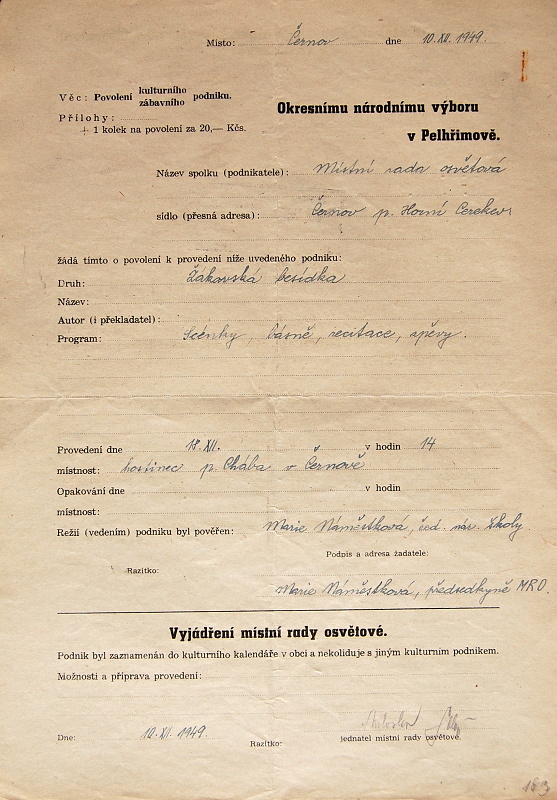 Místo: Černov dne 10.XII.1949.
Věc: Povolení kulturního
zábavního podniku.
Přílohy:
+ 1 kolek na povolení za 20,— Kčs.
Okresnímu národnímu výboru
v Pelhřimově.
Název spolku (podnikatele): Místní rada osvětová
sídlo (přesná adresa): Černov p. Horní Cerekev
žádá tímto o povolení k provedení níže uvedeného podniku:
Druh: Žákovská besídka
Název:
Autor (i překladatel):
Program: Scénky, básně, recitace, zpěvy.
Provedení dne XII. v hodin 14
místnost: hostinec p. Chába v Černově
Opakování dne v hodin
místnost:
Režií (vedením) podniku byl pověřen: Marie Náměstková, řed. nár. školy
Podpis a adresa žadatele:
Razítko:
Marie Náměstková, předsedkyně MRO.
Vyjádření místní rady osvětové.
Podnik byl zaznamenán do kulturního kalendáře v obci a nekoliduje s jiným kulturním podnikem.
Možnosti a příprava provedení:
Dne: 10.XII.1949.
Razítko:
jednatel místní rady osvětové.
183